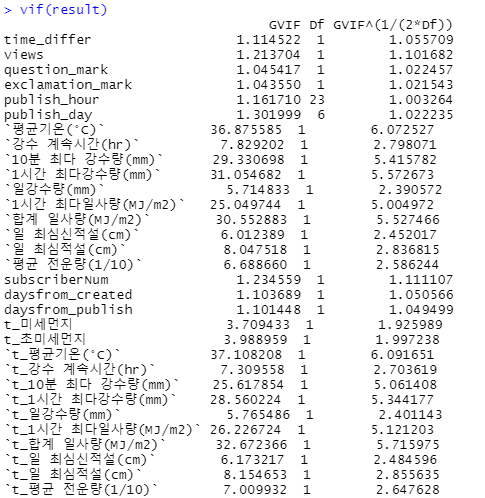 > vif(result)
GVIF Df GVIF^(1/(2*Df))
time_differ 1.114522 1 1.055709
views 1.213704 1 1.101682
question_mark 1.045417 1 1.022457
exclamation_mark 1.043550 1 1.021543
publish_hour 1.161710 23 1.003264
publish_day 1.301999 6 1.022235
`평균기온(°C)` 36.875585 1 6.072527
`강수 계속시간(hr)` 7.829202 1 2.798071
`10분 최다 강수량(mm)` 29.330698 1 5.415782
`1시간 최다강수량(mm)` 31.054682 1 5.572673
`일강수량(mm)` 5.714833 1 2.390572
`1시간 최다일사량(MJ/m2)` 25.049744 1 5.004972
`합계 일사량(MJ/m2)` 30.552883 1 5.527466
`일 최심신적설(cm)` 6.012389 1 2.452017
`일 최심적설(cm)` 8.047518 1 2.836815
`평균 전운량(1/10)` 6.688660 1 2.586244
subscriberNum 1.234559 1 1.111107
daysfrom_created 1.103689 1 1.050566
daysfrom_publish 1.101448 1 1.049499
t_미세먼지 3.709433 1 1.925989
t_초미세먼지 3.988959 1 1.997238
`t_평균기온(°C)` 37.108208 1 6.091651
`t_강수 계속시간(hr)` 7.309558 1 2.703619
`t_10분 최다 강수량(mm)` 25.617854 1 5.061408
`t_1시간 최다강수량(mm)` 28.560224 1 5.344177
`t_일강수량(mm)` 5.765486 1 2.401143
`t_1시간 최다일사량(MJ/m2)` 26.226724 1 5.121203
`t_합계 일사량(MJ/m2)` 32.672366 1 5.715975
`t_일 최심신적설(cm)` 6.173217 1 2.484596
`t_일 최심적설(cm)` 8.154653 1 2.855635
`t_평균 전운량(1/10)` 7.009932 1 2.647628